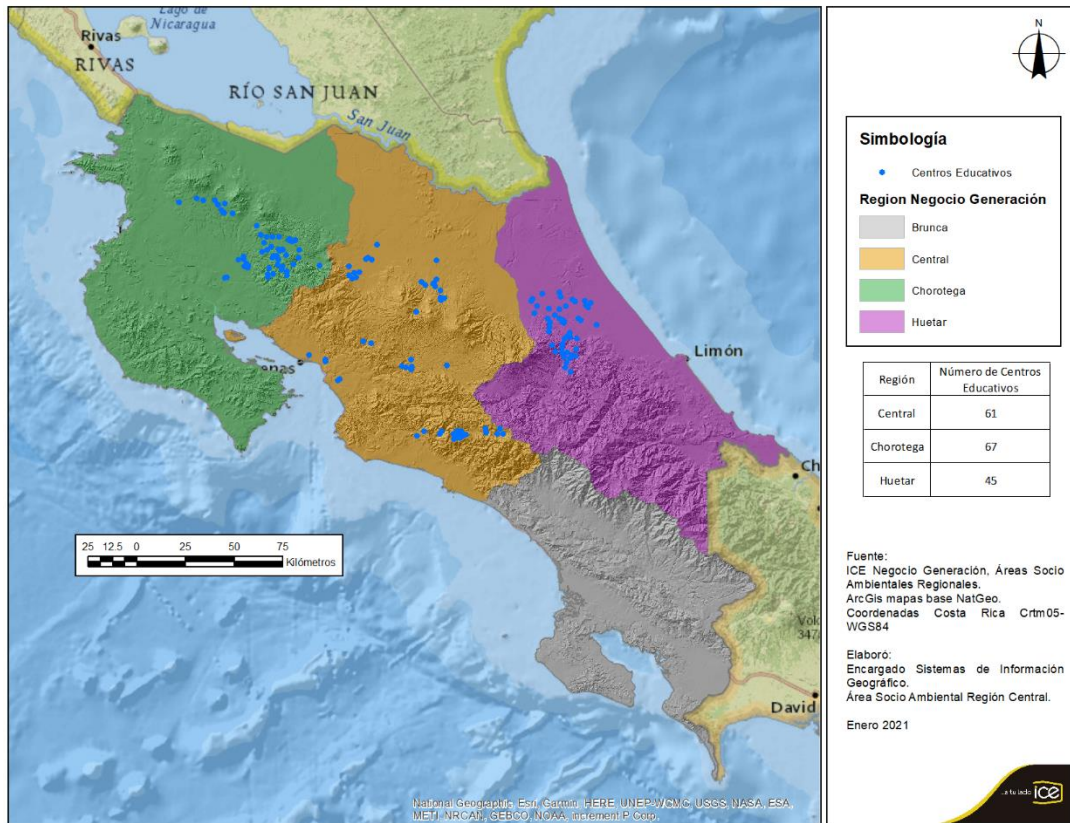 Lago de
Nicaragua
Rivas
RIVAS
RÍO SAN JUAN
San Juan
Limón
enas
David
25 12.5 0 25 50 75
Kilómetros
National Geographic, Esri, Garmin, HERE, UNEP-WCMC, USGS, NASA, ESA,
METI, NRCAN, GEBCO, NOAA, increment P Corp.
N
Simbología
Centros Educativos
Region Negocio Generación
Brunca
Central
Chorotega
Huetar
Región Número de Centros
Educativos
Central 61
Chorotega 67
Huetar 45
Fuente:
ICE Negocio Generación, Áreas Socio
Ambientales Regionales.
ArcGis mapas base NatGeo.
Coordenadas Costa Rica Crtm05-
WGS84
Elaboró:
Encargado Sistemas de Información
Geográfico.
Área Socio Ambiental Región Central.
Enero 2021
a tu lado ice